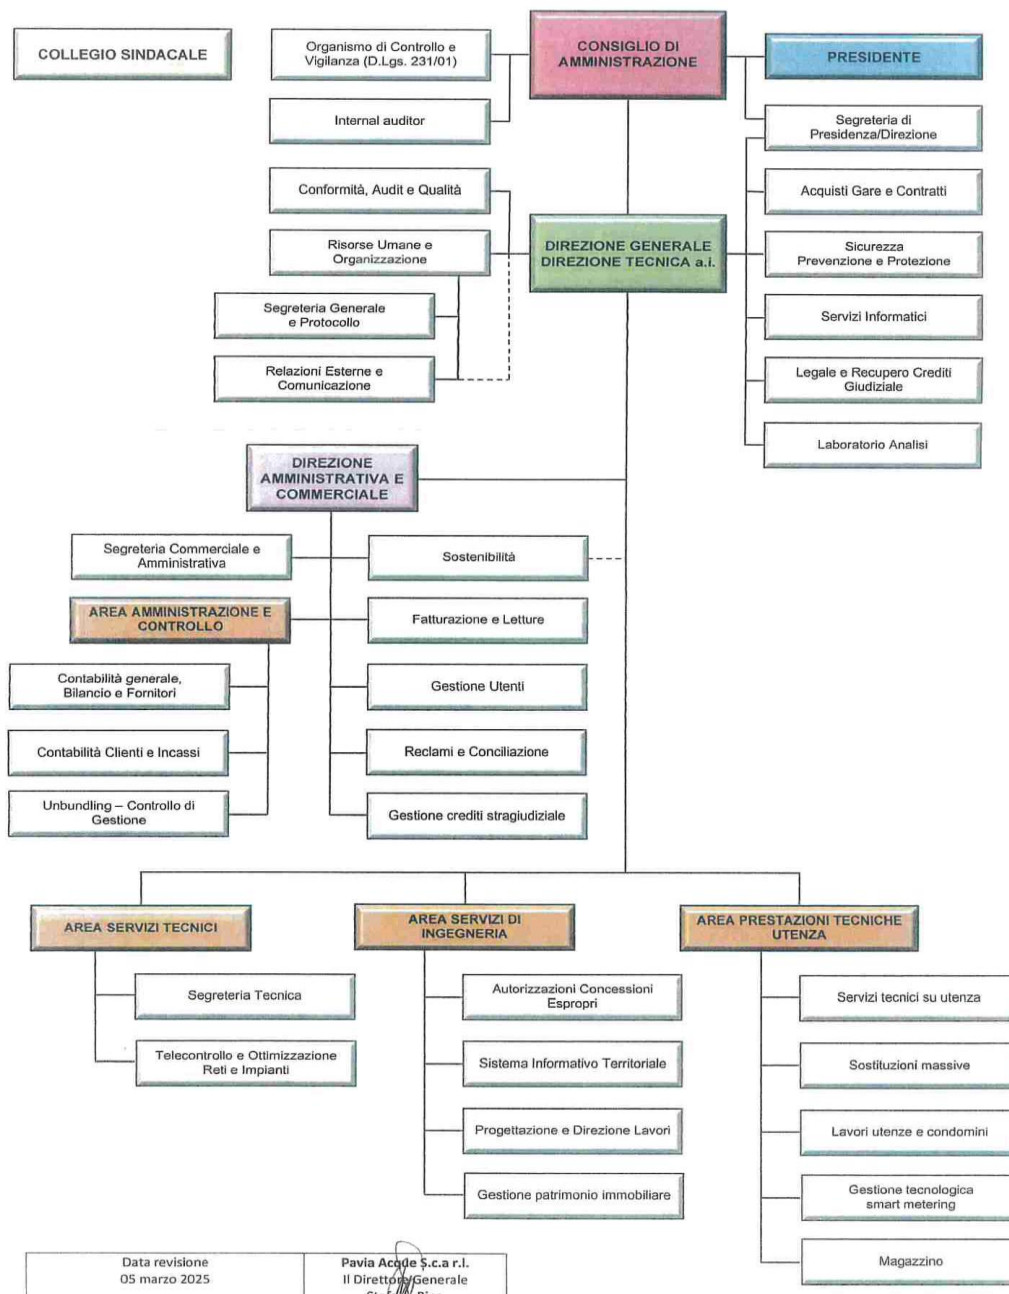 COLLEGIO SINDACALE
Organismo di Controllo e
Vigilanza (D.Lgs. 231/01)
CONSIGLIO DI
AMMINISTRAZIONE
PRESIDENTE
Internal auditor
Segreteria di
Presidenza/Direzione
Conformità, Audit e Qualità
Acquisti Gare e Contratti
Risorse Umane e
Organizzazione
DIREZIONE GENERALE
DIREZIONE TECNICA a.i.
Sicurezza
Prevenzione e Protezione
Segreteria Generale
e Protocollo
Servizi Informatici
Relazioni Esterne e
Comunicazione
Legale e Recupero Crediti
Giudiziale
Laboratorio Analisi
DIREZIONE
AMMINISTRATIVA E
COMMERCIALE
Segreteria Commerciale e
Amministrativa
Sostenibilità
AREA AMMINISTRAZIONE E
CONTROLLO
Fatturazione e Letture
Contabilità generale,
Bilancio e Fornitori
Gestione Utenti
Contabilità Clienti e Incassi
Reclami e Conciliazione
Unbundling – Controllo di
Gestione
Gestione crediti stragiudiziale
AREA SERVIZI TECNICI
AREA SERVIZI DI
INGEGNERIA
AREA PRESTAZIONI TECNICHE
UTENZA
Segreteria Tecnica
Autorizzazioni Concessioni
Espropri
Servizi tecnici su utenza
Telecontrollo e Ottimizzazione
Reti e Impianti
Sistema Informativo Territoriale
Sostituzioni massive
Progettazione e Direzione Lavori
Lavori utenze e condomini
Gestione patrimonio immobiliare
Gestione tecnologica
smart metering
Magazzino
Data revisione
05 marzo 2025
Pavia Acque S.c.a r.l.
Il Direttore Generale